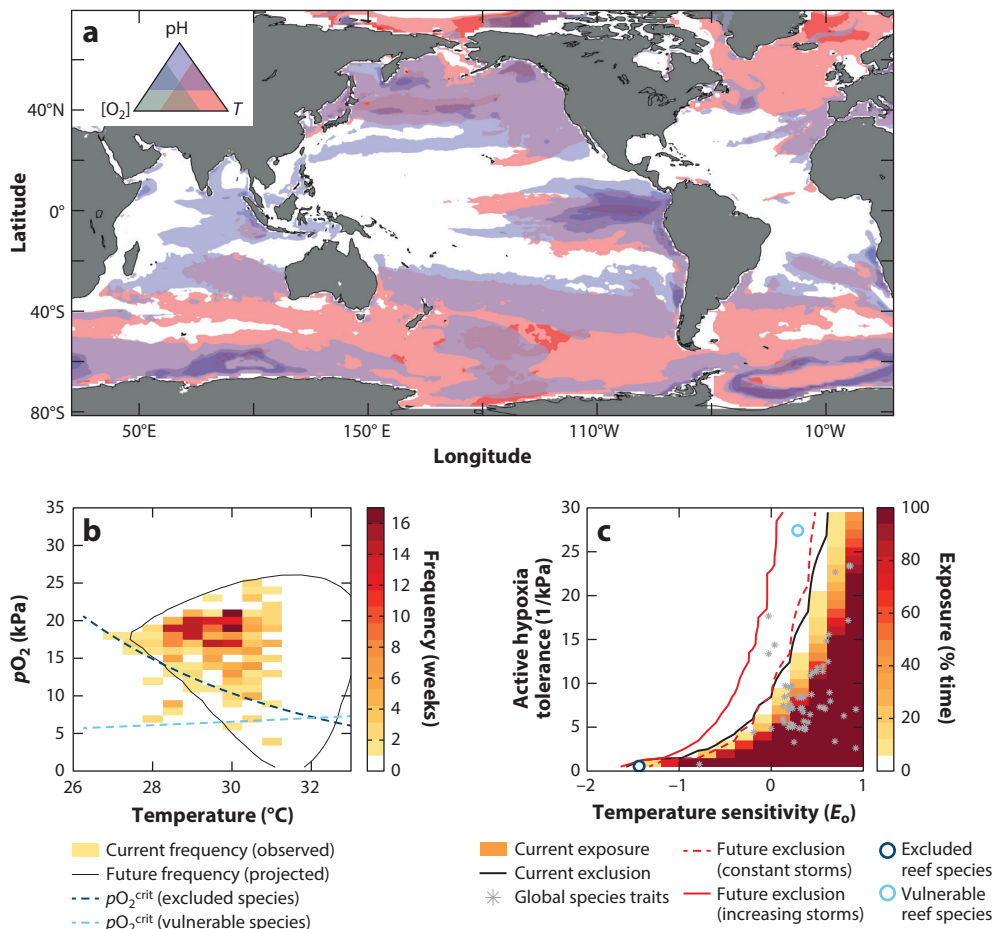 a
pH
[O₂]
T
Latitude
40°N
0°
40°S
80°S
50°E
150°E
110°W
10°W
Longitude
b
pO₂ (kPa)
35
30
25
20
15
10
5
0
26
28
30
32
Temperature (°C)
16
14
12
10
8
6
4
2
0
Frequency (weeks)
Current frequency (observed)
Future frequency (projected)
pO₂ᶜʳⁱᵗ (excluded species)
pO₂ᶜʳⁱᵗ (vulnerable species)
c
Active hypoxia
tolerance (1/kPa)
30
25
20
15
10
5
0
−2
−1
0
1
Temperature sensitivity (Eₒ)
100
80
60
40
20
0
Exposure (% time)
Current exposure
Current exclusion
Global species traits
Future exclusion
(constant storms)
Future exclusion
(increasing storms)
Excluded
reef species
Vulnerable
reef species